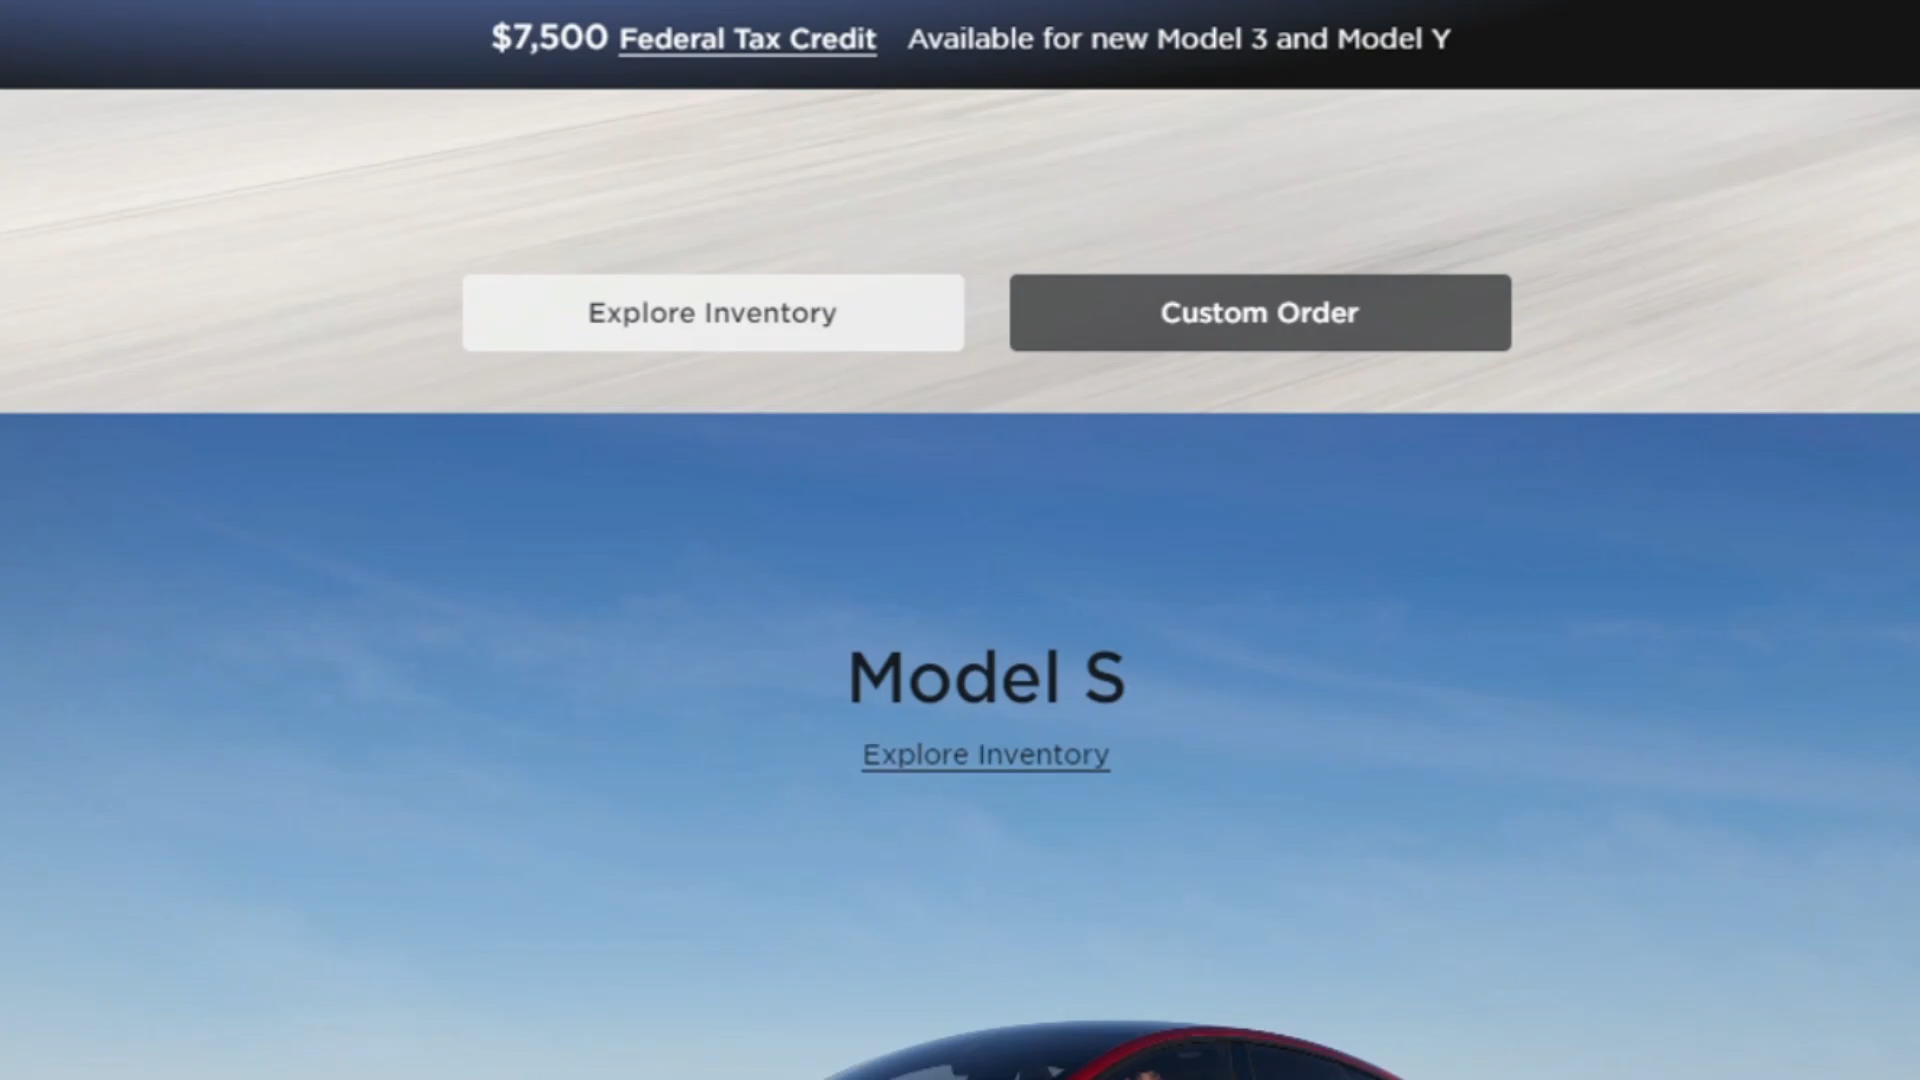 $7,500 Federal Tax Credit Available for new Model 3 and Model Y
Explore Inventory
Custom Order
Model S
Explore Inventory